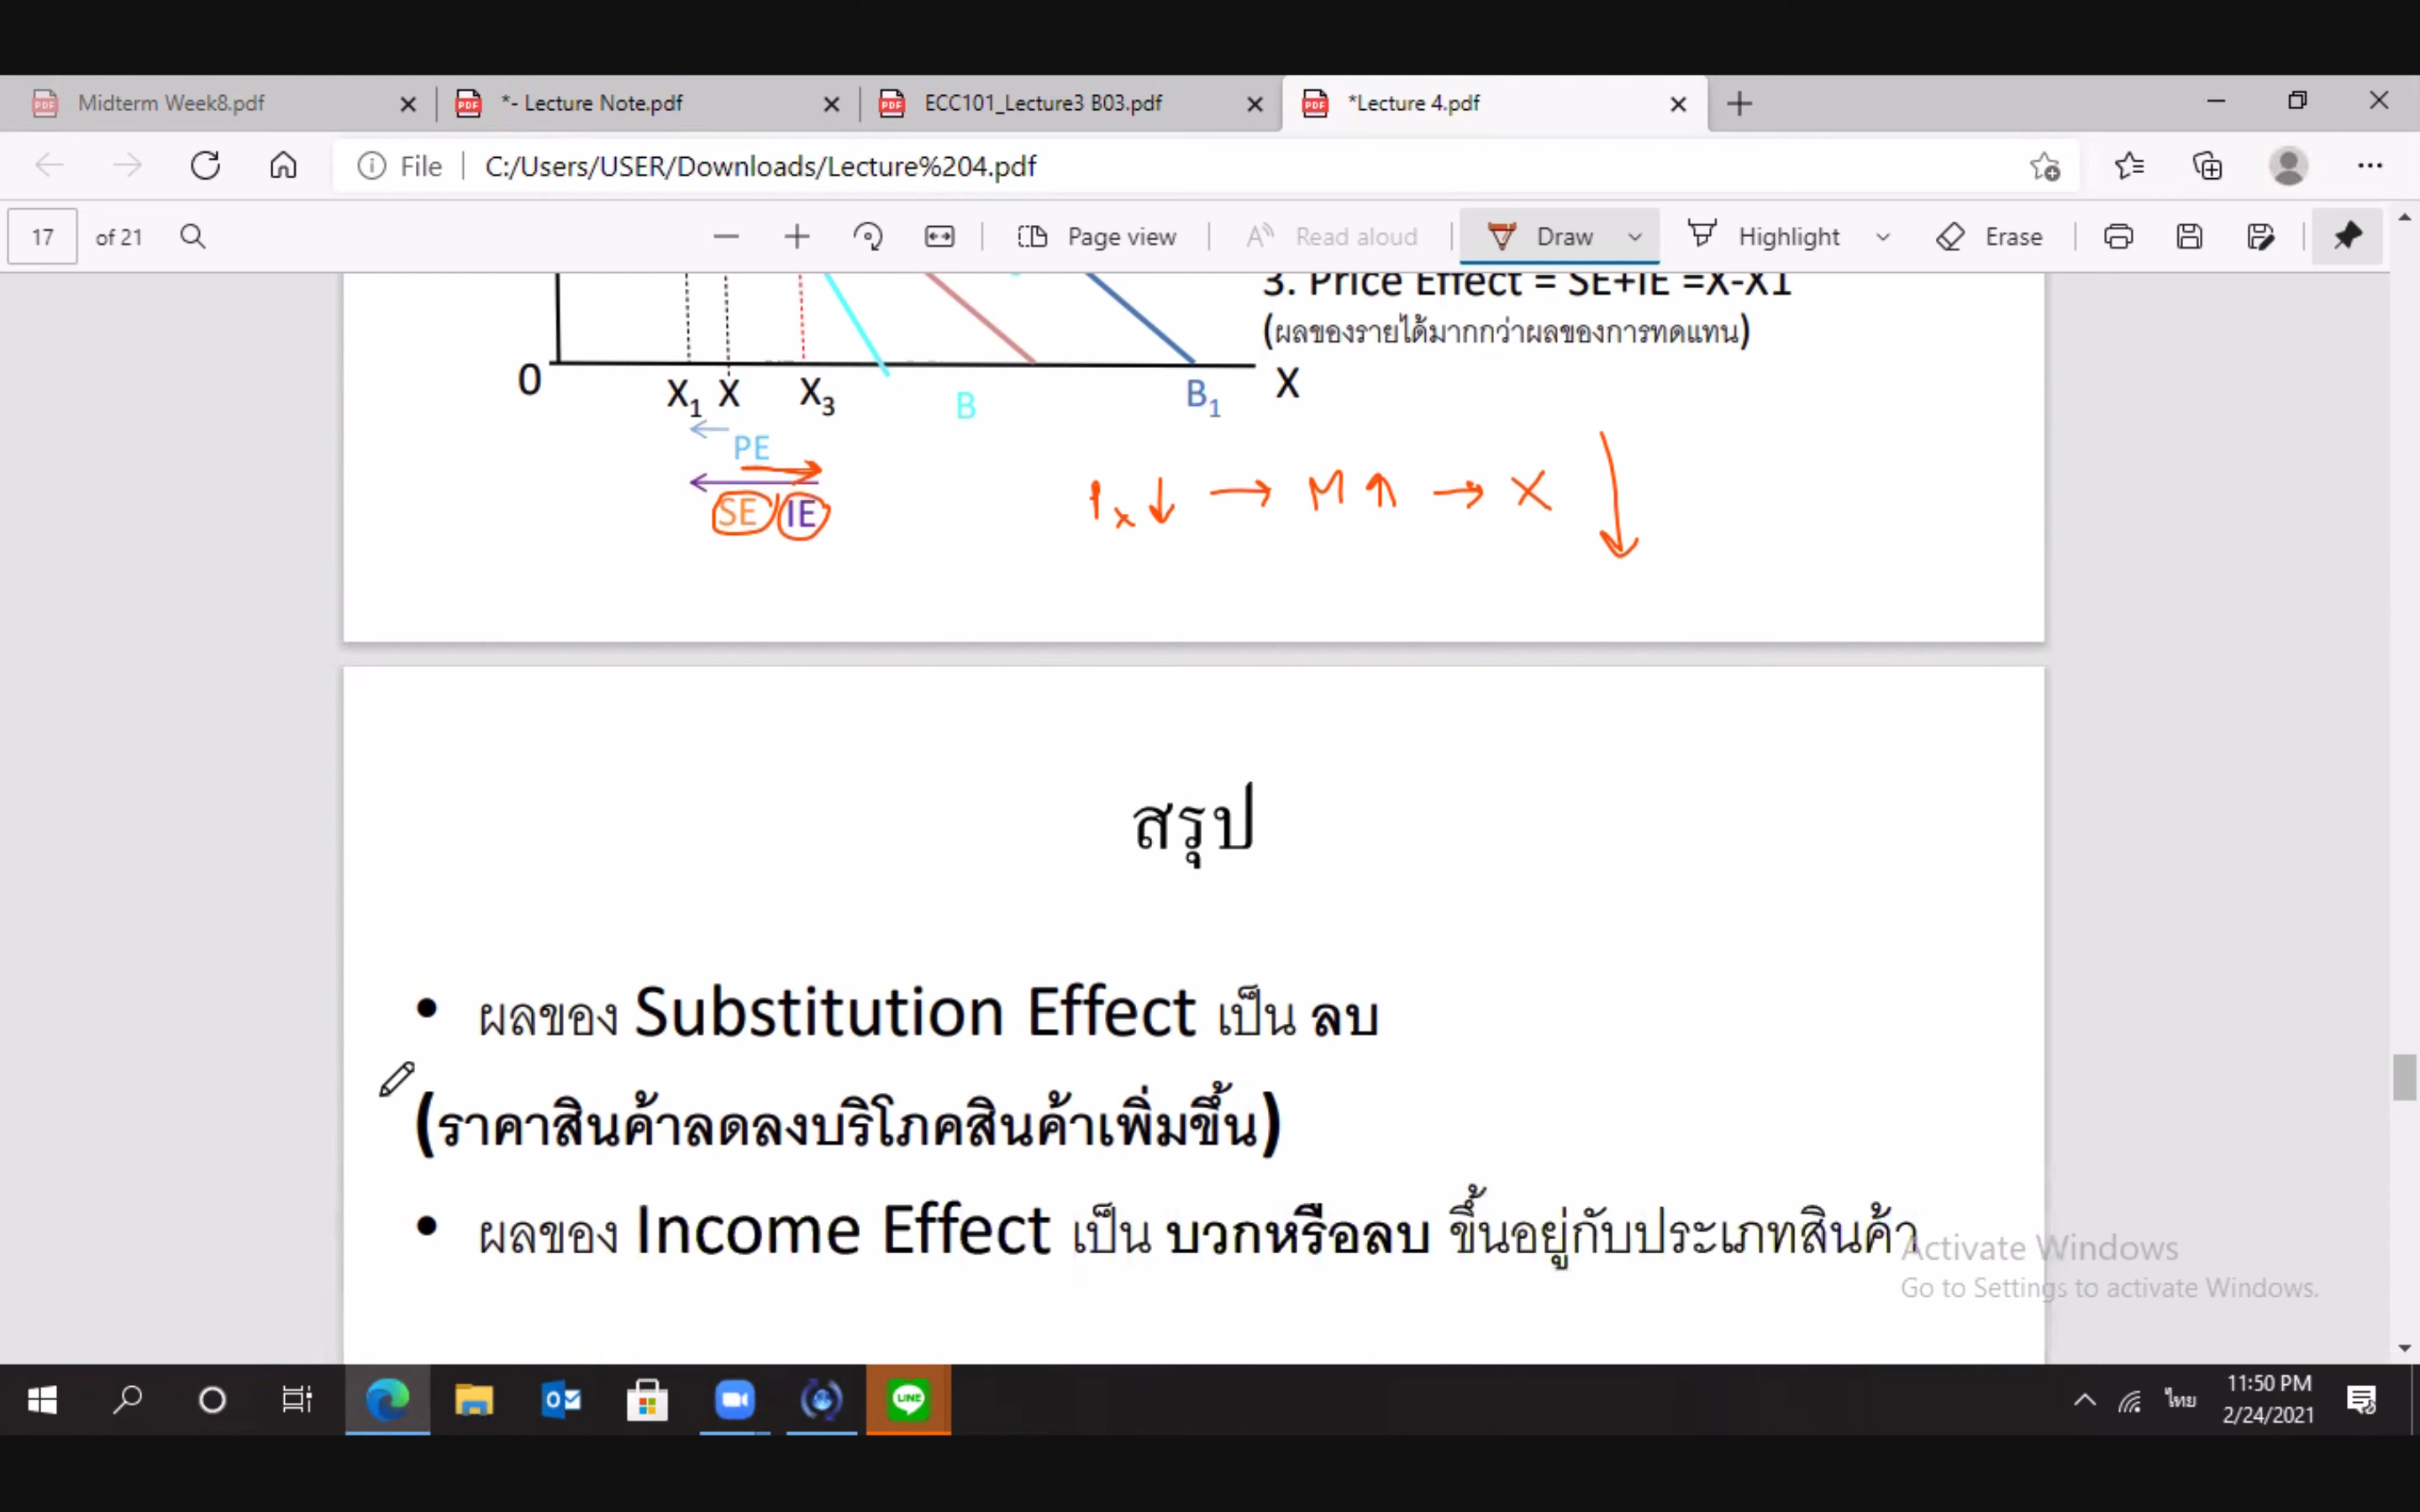 Midterm Week8.pdf
*- Lecture Note.pdf
ECC101_Lecture3 B03.pdf
*Lecture 4.pdf
File
C:/Users/USER/Downloads/Lecture%204.pdf
17 of 21
Page view
Read aloud
Draw
Highlight
Erase
3. Price Effect = SE+IE =X-X1
(ผลของรายได้มากกว่าผลของการทดแทน)
0
X1 X X3
B
B1
X
PE
SE/IE
Px↓ → M↑ → X ↓
สรุป
• ผลของ Substitution Effect เป็น ลบ
(ราคาสินค้าลดลงบริโภคสินค้าเพิ่มขึ้น)
• ผลของ Income Effect เป็น บวกหรือลบ ขึ้นอยู่กับประเภทสินค้า
Activate Windows
Go to Settings to activate Windows.
LINE
ไทย
11:50 PM
2/24/2021